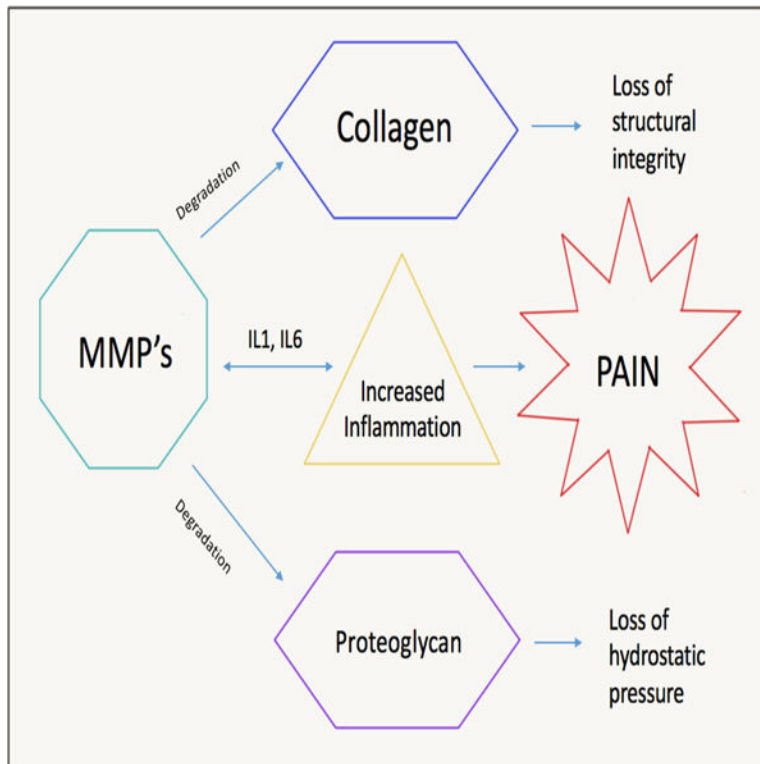 Collagen
Loss of
structural
integrity
Degradation
MMP's
IL1, IL6
Increased
Inflammation
PAIN
Degradation
Proteoglycan
Loss of
hydrostatic
pressure